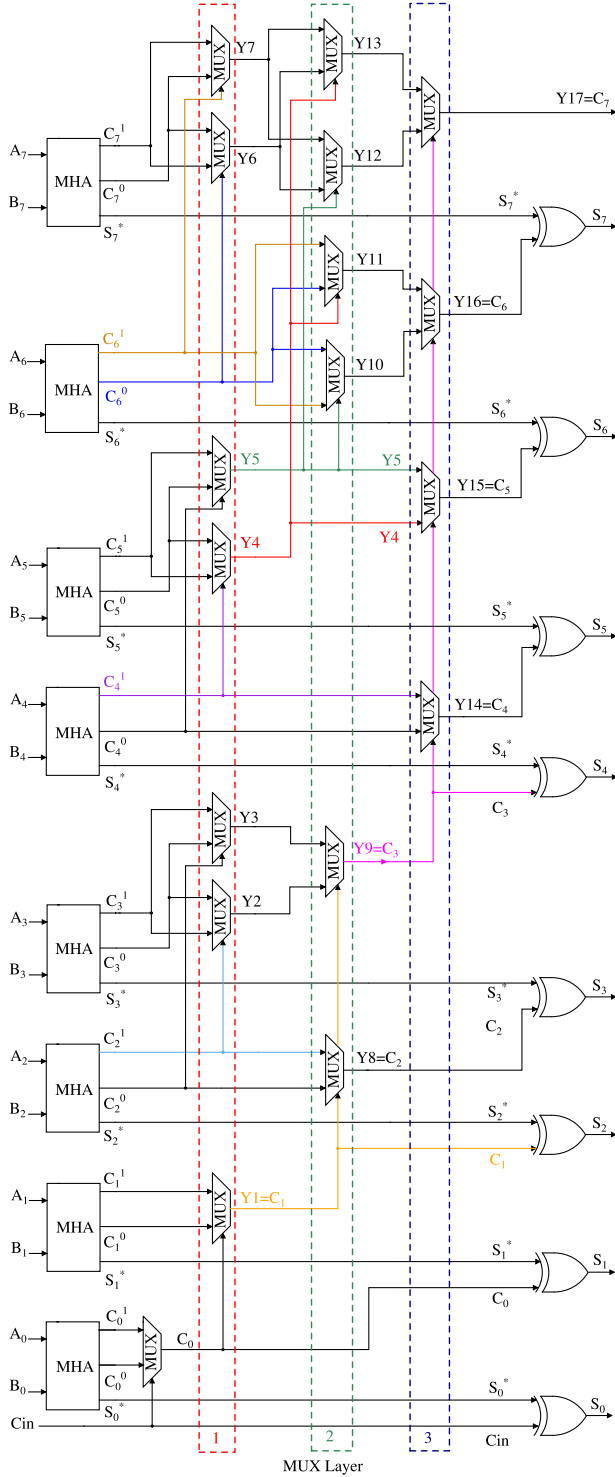 MUX Y7 MUX Y13
MUX Y17=C7
A7 C7^1 MUX Y6 MUX Y12
MHA
B7 C7^0
S7* S7* S7
MUX Y11
MUX Y16=C6
A6 C6^1
MHA MUX Y10
B6 C6^0
S6* S6* S6
MUX Y5 Y5 MUX Y15=C5
A5 C5^1 MUX Y4 Y4
MHA
B5 C5^0
S5* S5* S5
A4 C4^1
MHA MUX Y14=C4
B4 C4^0
S4* S4* S4
C3
MUX Y3
MUX Y9=C3
A3 C3^1 MUX Y2
MHA
B3 C3^0
S3* S3* S3
C2
A2 C2^1
MHA MUX Y8=C2
B2 C2^0
S2* S2* S2
C1
A1 C1^1
MHA MUX Y1=C1
B1 C1^0
S1* S1* S1
C0
A0 C0^1
MHA MUX C0
B0 C0^0
S0* S0* S0
Cin Cin
1 2 3
MUX Layer